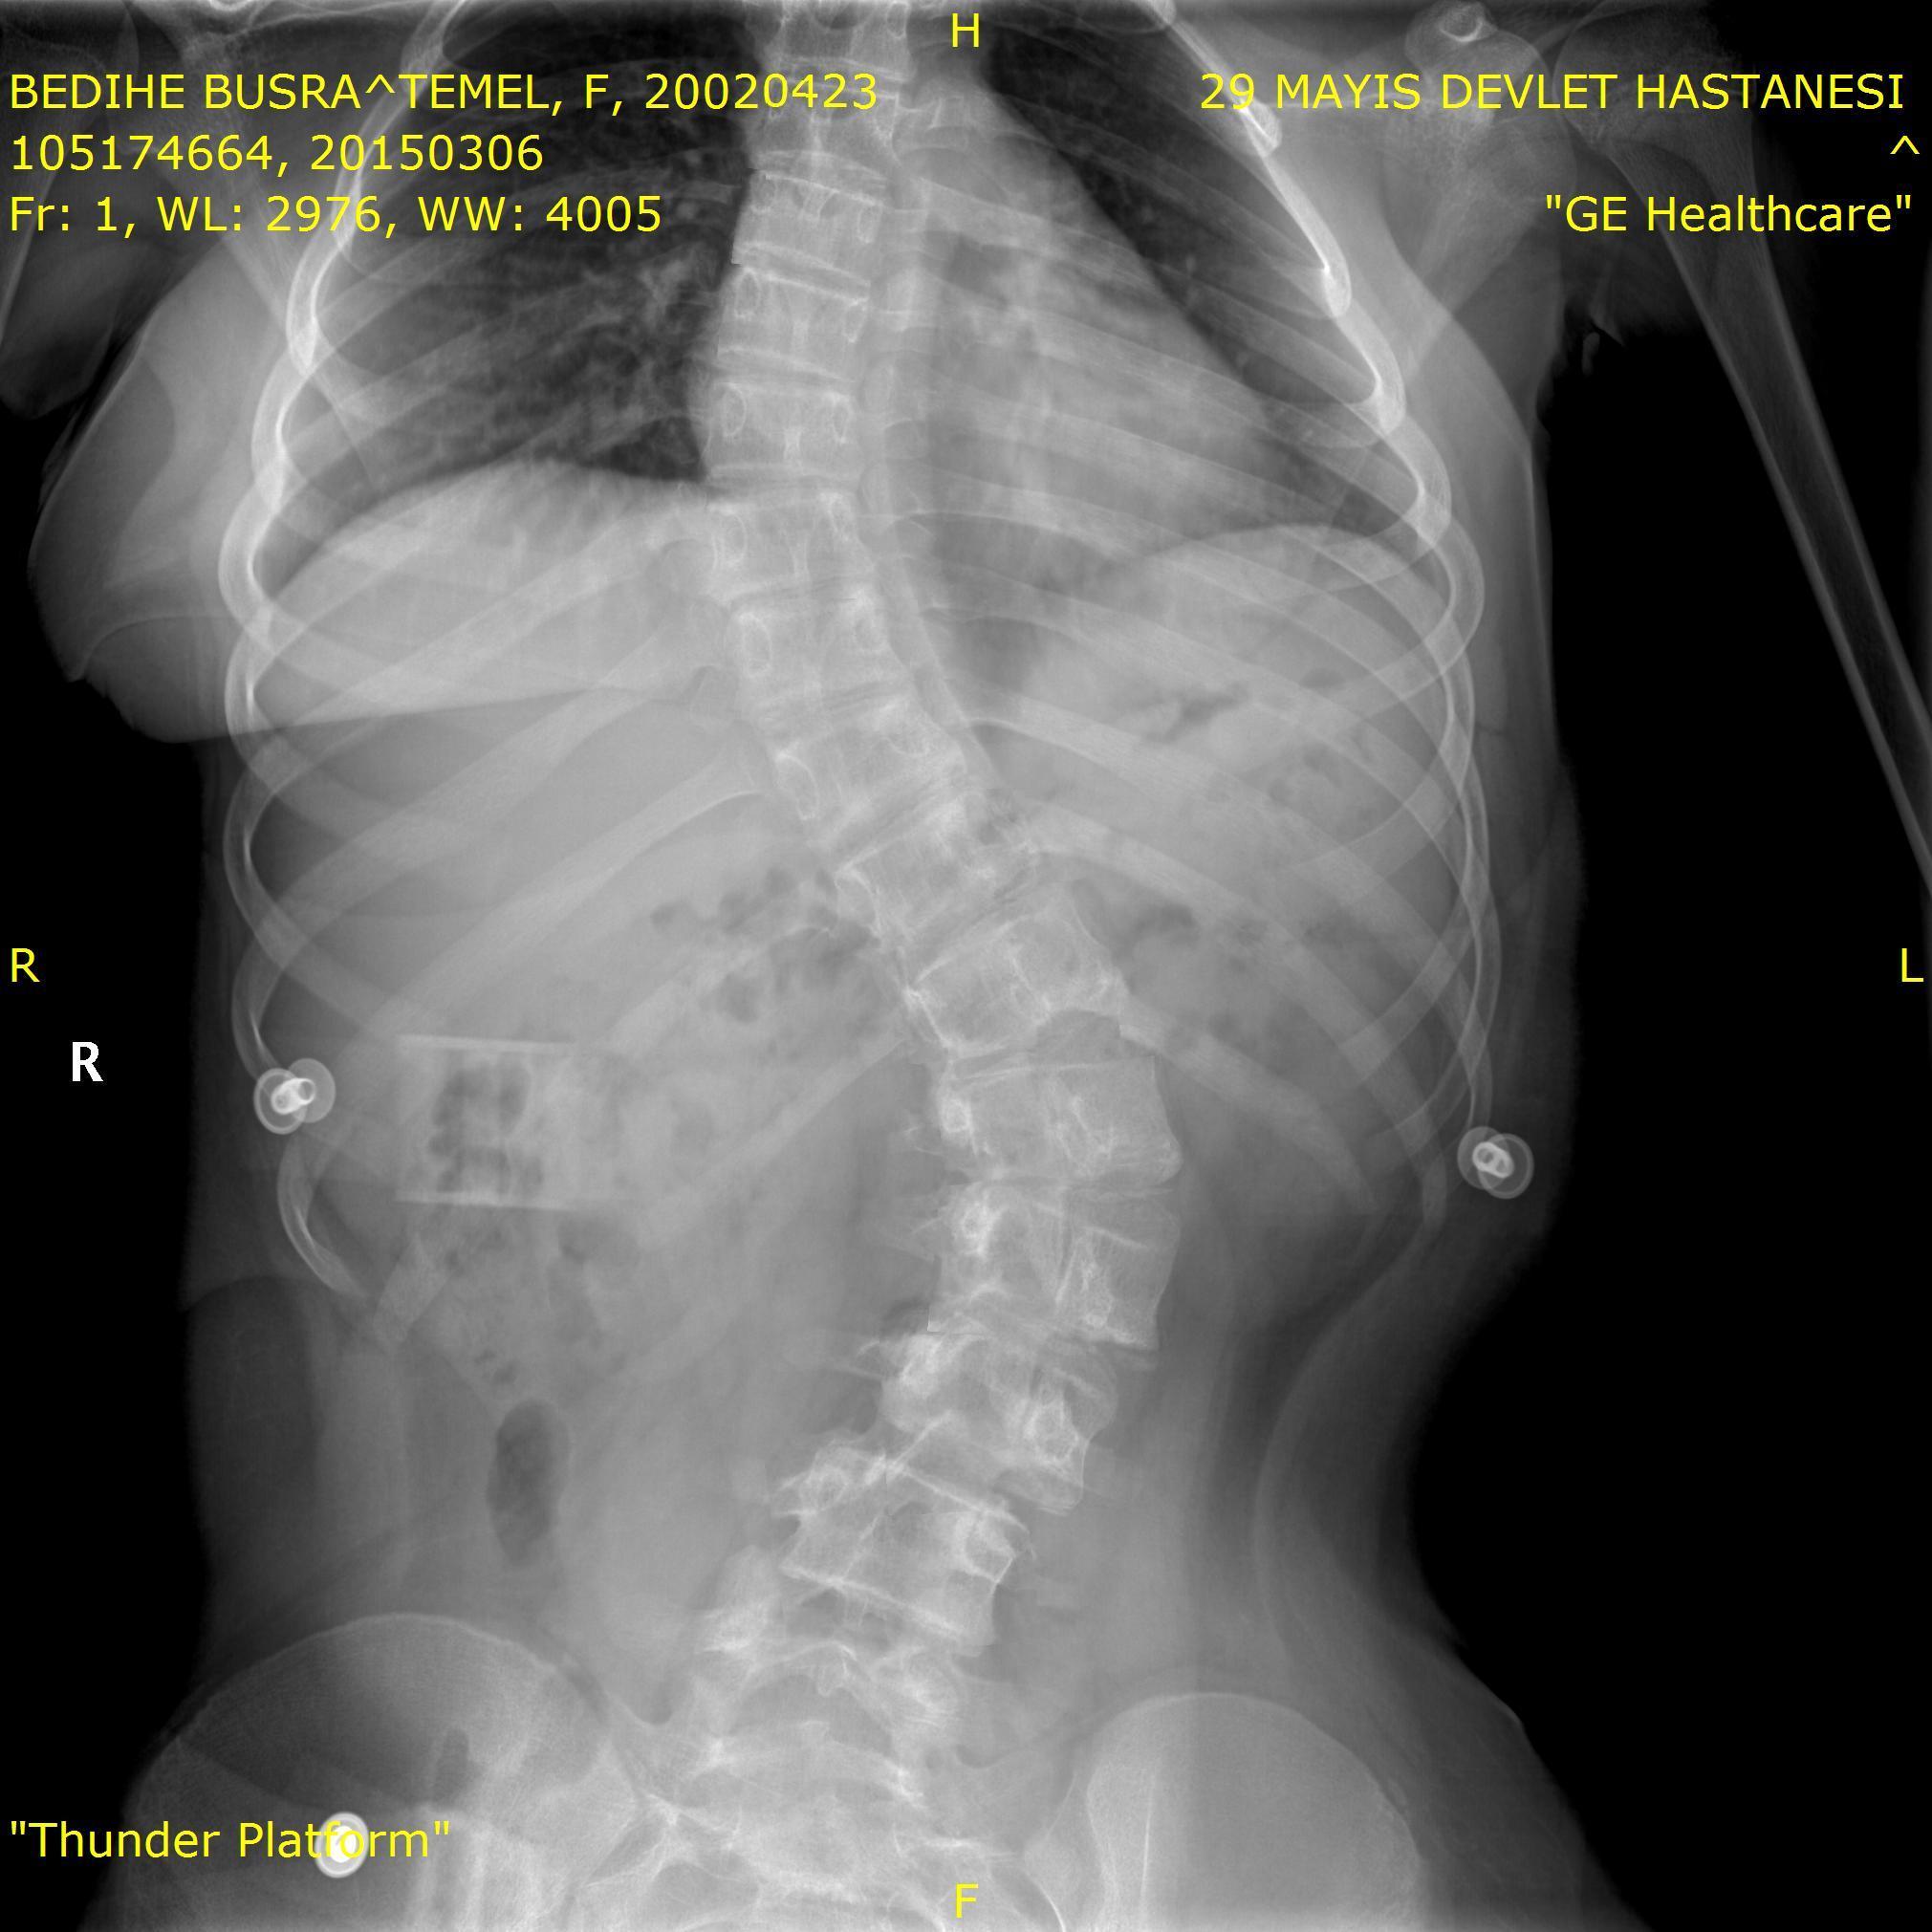 H
BEDIHE BUSRA^TEMEL, F, 20020423
29 MAYIS DEVLET HASTANESI
105174664, 20150306
^
Fr: 1, WL: 2976, WW: 4005
"GE Healthcare"
R
L
R
"Thunder Platform"
F